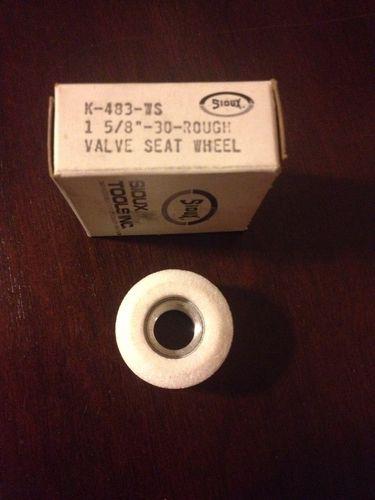 K-483-WS
SIOUX
1 5/8"-30-ROUGH
VALVE SEAT WHEEL
SIOUX
TOOLS INC.
SIOUX